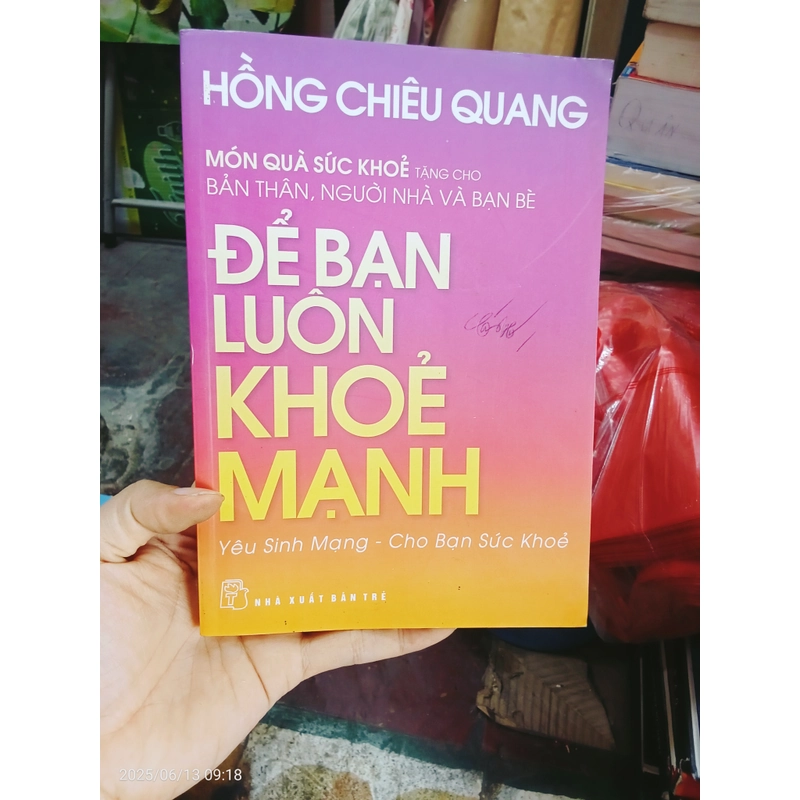 HỒNG CHIÊU QUANG
MÓN QUÀ SỨC KHOẺ TẶNG CHO
BẢN THÂN, NGƯỜI NHÀ VÀ BẠN BÈ
ĐỂ BẠN
LUÔN
KHOẺ
MẠNH
Yêu Sinh Mạng - Cho Bạn Sức Khoẻ
NHÀ XUẤT BẢN TRẺ
2025/06/13 09:18